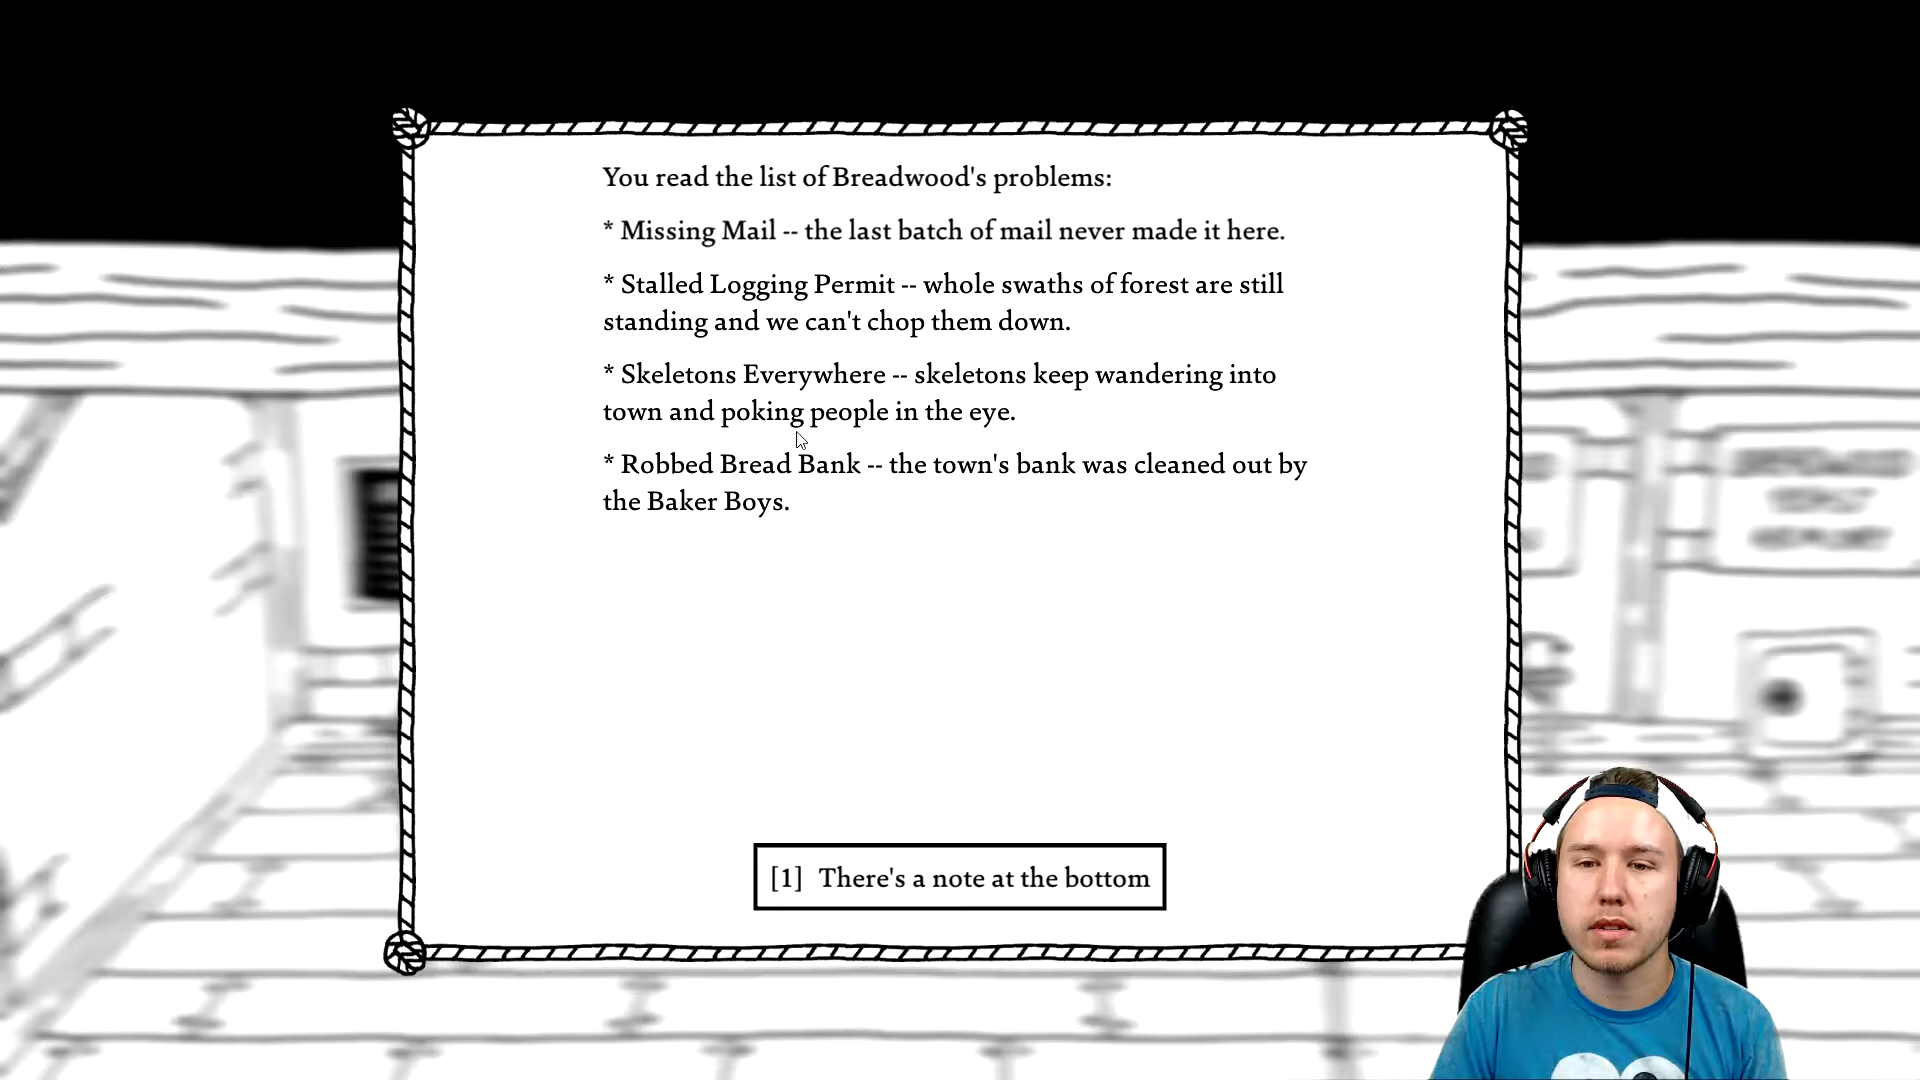 You read the list of Breadwood's problems:
* Missing Mail -- the last batch of mail never made it here.
* Stalled Logging Permit -- whole swaths of forest are still
standing and we can't chop them down.
* Skeletons Everywhere -- skeletons keep wandering into
town and poking people in the eye.
* Robbed Bread Bank -- the town's bank was cleaned out by
the Baker Boys.
[1] There's a note at the bottom